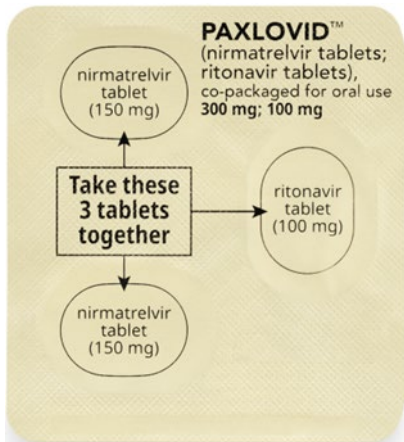 PAXLOVID™
(nirmatrelvir tablets;
ritonavir tablets),
co-packaged for oral use
300 mg; 100 mg
nirmatrelvir
tablet
(150 mg)
Take these
3 tablets
together
ritonavir
tablet
(100 mg)
nirmatrelvir
tablet
(150 mg)